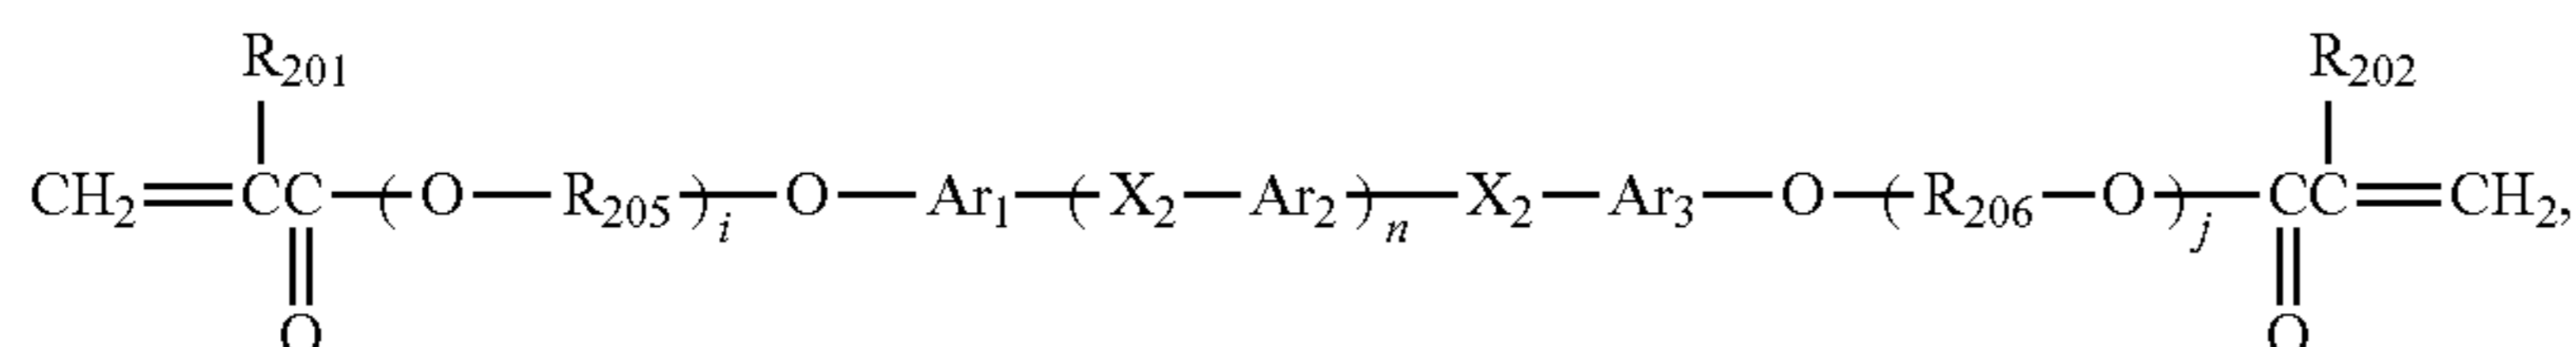 R201 R202
CH2=CC-(O-R205)i-O-Ar1-(X2-Ar2)n-X2-Ar3-O-(R206-O)j-CC=CH2,
O O